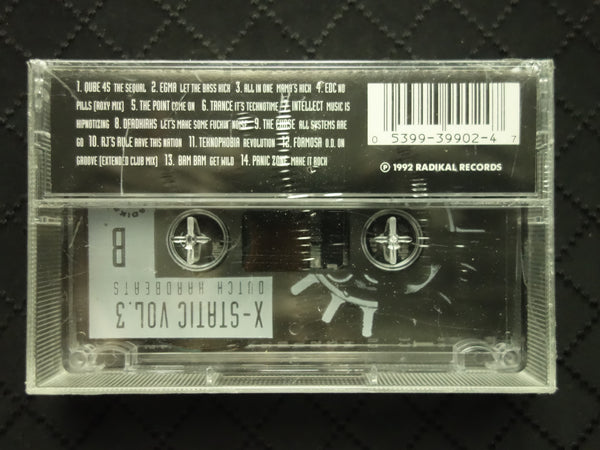 1. QUBE 45 THE SEQUAL 2. EGMA LET THE BASS KICK 3. ALL IN ONE MAMA'S KICK 4. EDC NO
PILLS (ROXY MIX) 5. THE POINT COME ON 6. TRANCE IT'S TECHNOTIME 7. INTELLECT MUSIC IS
HIPNOTIZING 8. DEADHIRHS LET'S MAKE SOME FUCKIN' NOISE 9. THE CHASE ALL SYSTEMS ARE
GO 10. RJ'S RULE RAVE THIS NATION 11. TEKNOPHOBIA REVOLUTION 12. FORMOSA O.D. ON
GROOVE (EXTENDED CLUB MIX) 13. BAM BAM GET WILD 14. PANIC ZONE MAKE IT ROCK
0 5399-39902-4 7
℗ 1992 RADIKAL RECORDS
B
DUTCH HARDBEATS
X-STATIC VOL.3